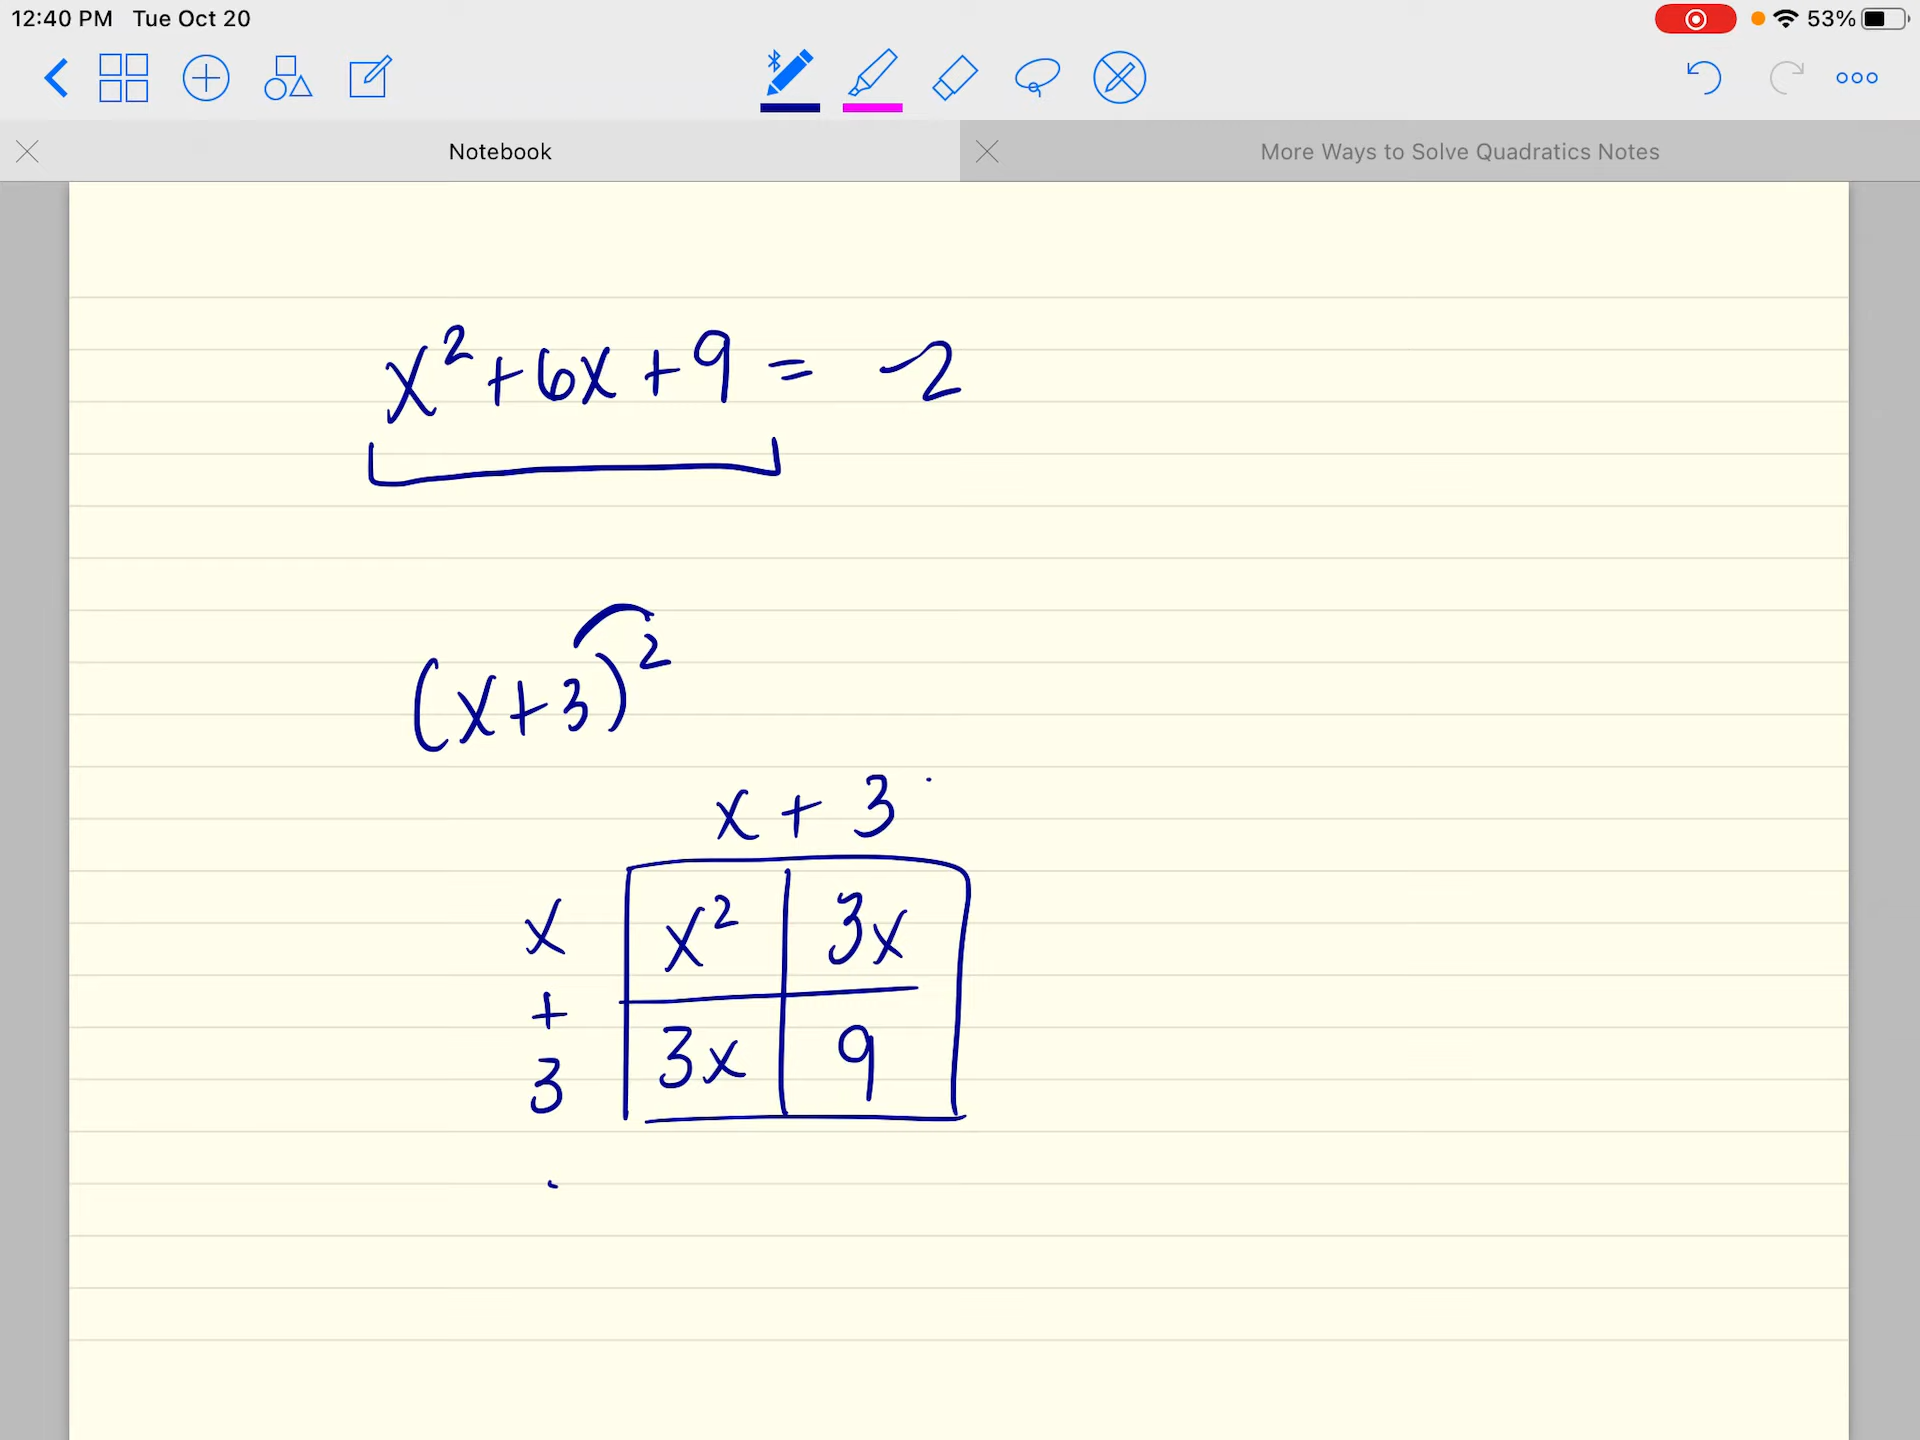 12:40 PM Tue Oct 20
53%
Notebook
More Ways to Solve Quadratics Notes
x²+6x+9= -2
(x+3)²
x + 3
x x² 3x
+
3 3x 9